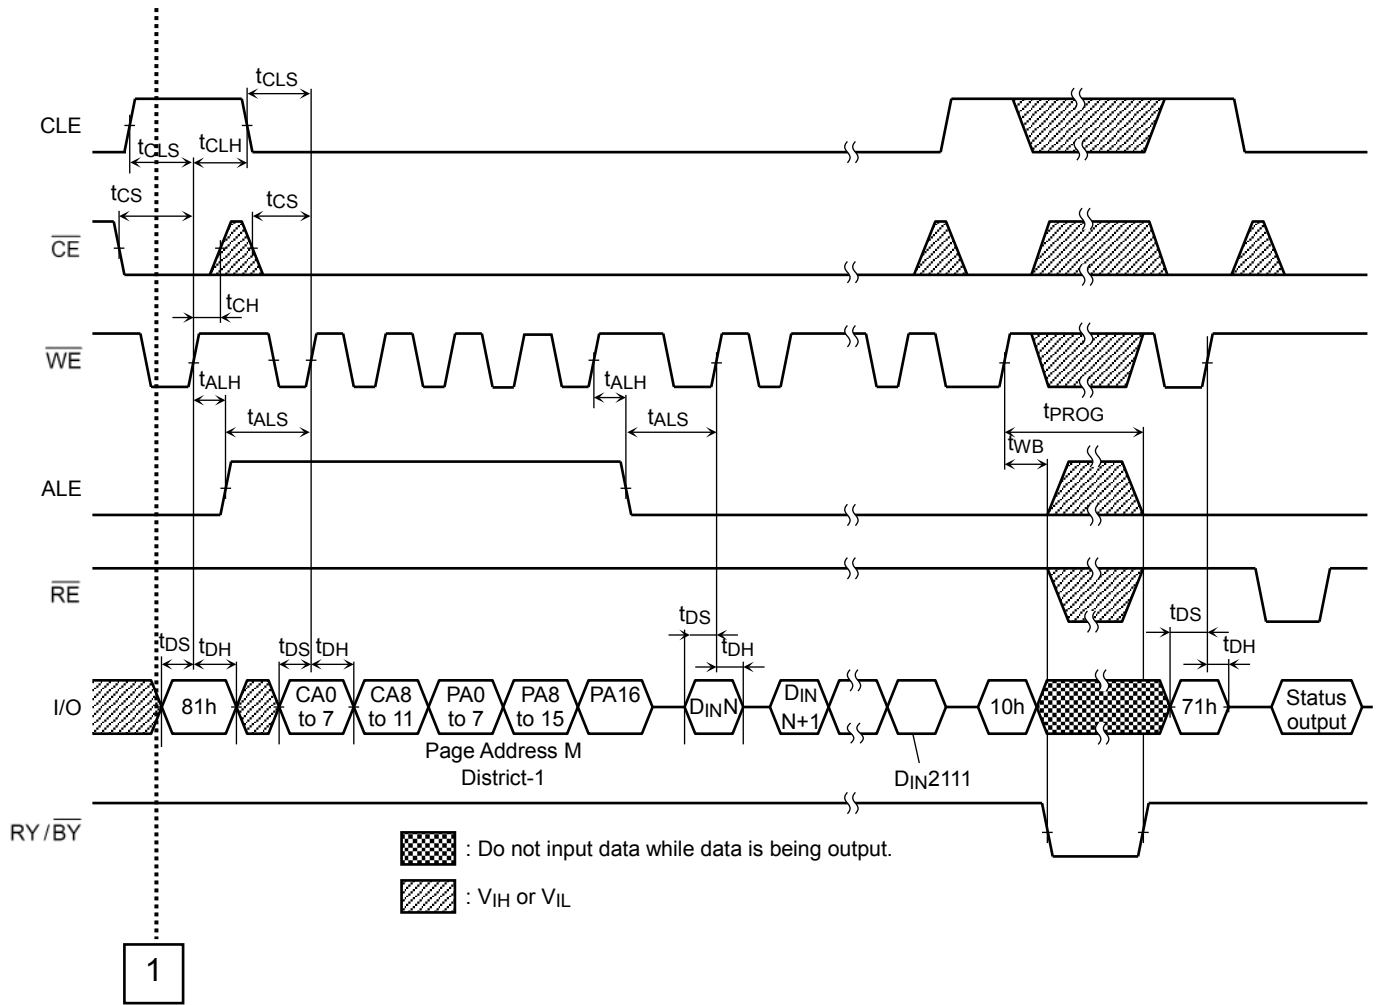 tCLS
CLE
tCLS tCLH
tCS tCS
CE
tCH
WE
tALH tALH
tALS tALS tPROG
tWB
ALE
RE
tDS tDH tDS tDH tDS tDH tDS tDH
I/O 81h CA0 to 7 CA8 to 11 PA0 to 7 PA8 to 15 PA16 DINN DIN N+1 10h 71h Status output
Page Address M
District-1
DIN2111
RY/BY
: Do not input data while data is being output.
: VIH or VIL
1